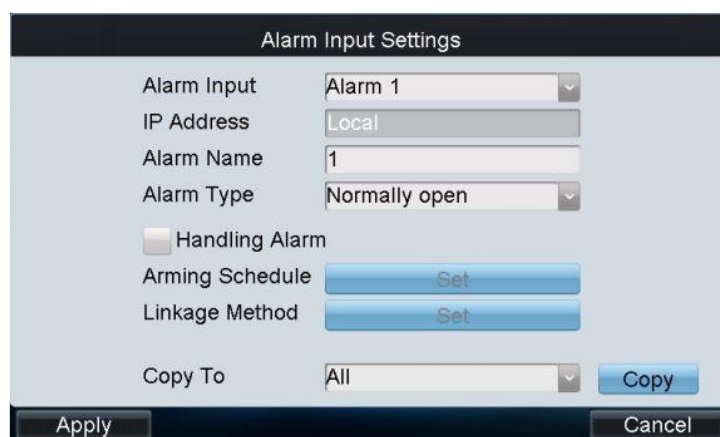 Alarm Input Settings
Alarm Input Alarm 1
IP Address Local
Alarm Name 1
Alarm Type Normally open
Handling Alarm
Arming Schedule Set
Linkage Method Set
Copy To All Copy
Apply Cancel